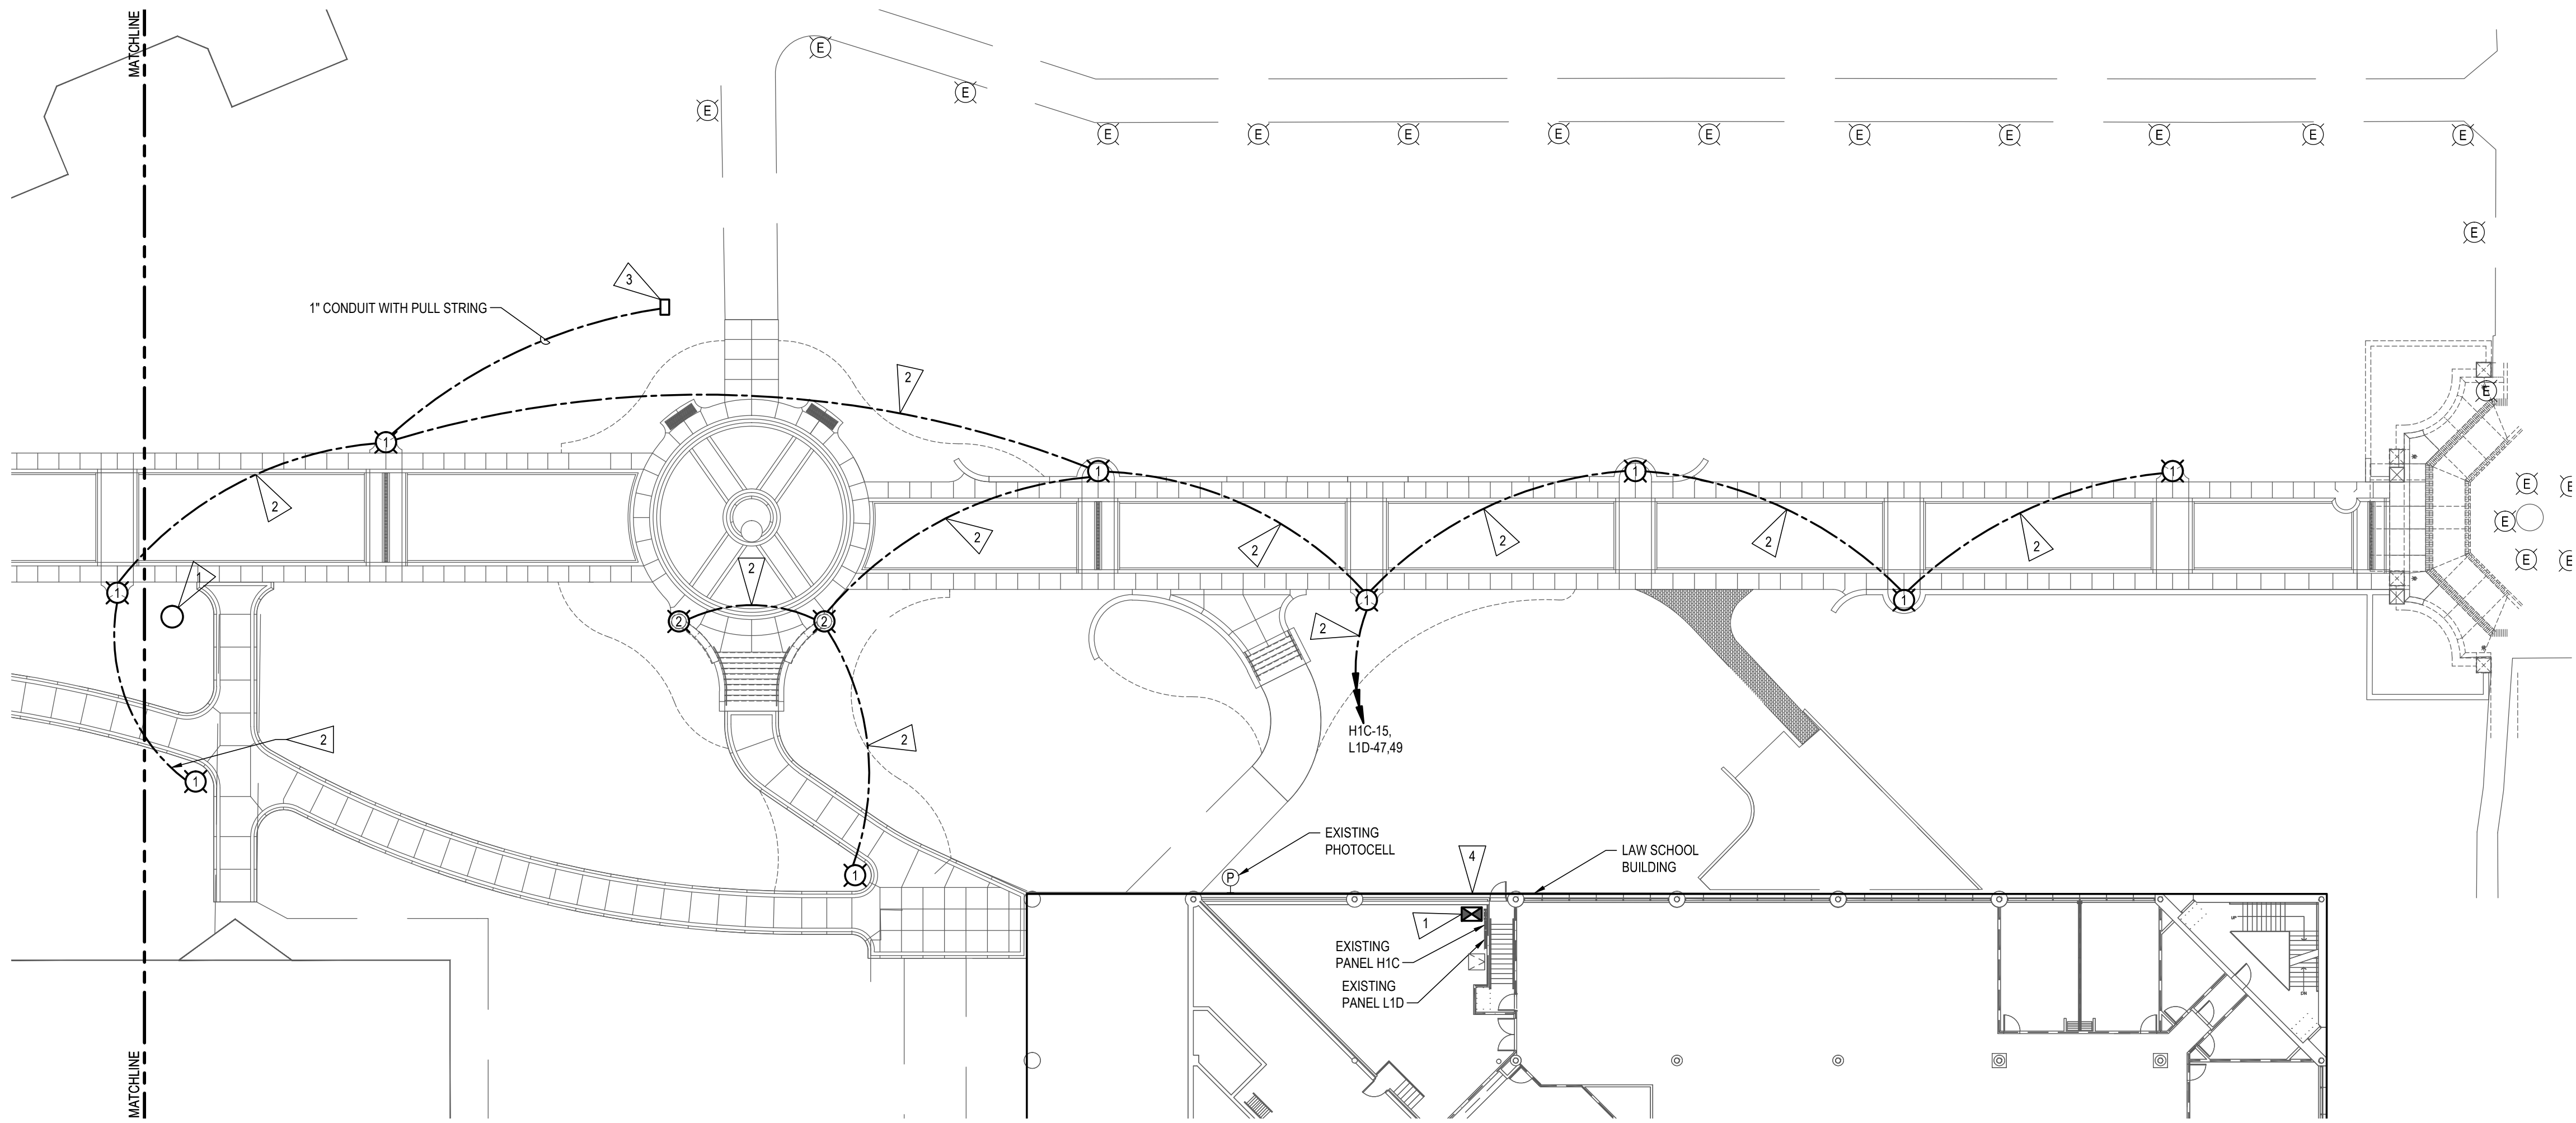 MATCHLINE
E
E
E
E
E
E
E
E
E
E
E
E
E
E
3
1" CONDUIT WITH PULL STRING
2
E
1
1
1
1
E
E
2
2
2
2
2
2
E
2
E
E
1
1
1
1
2
2
2
H1C-15,
L1D-47,49
2
2
1
EXISTING
PHOTOCELL
P
4
LAW SCHOOL
BUILDING
1
1
EXISTING
PANEL H1C
EXISTING
PANEL L1D
UP
DN
MATCHLINE